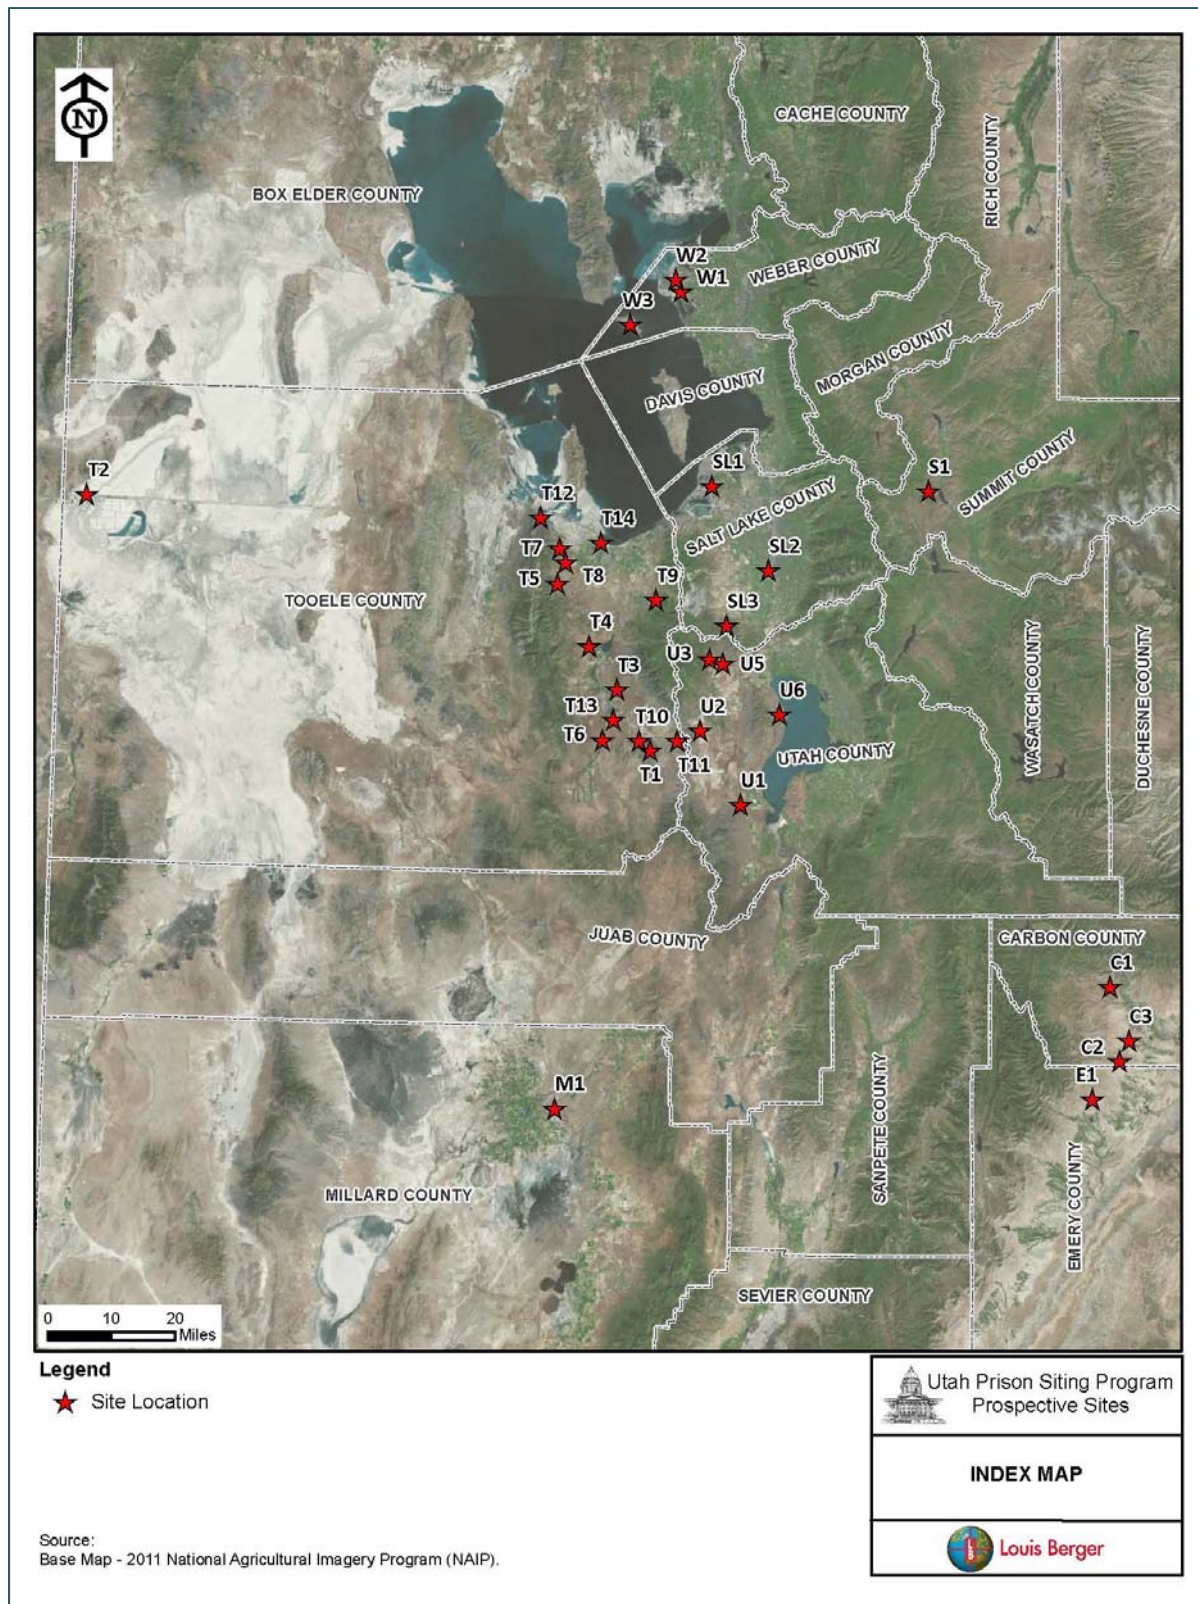 N
CACHE COUNTY
RICH COUNTY
BOX ELDER COUNTY
W2
W1
WEBER COUNTY
W3
MORGAN COUNTY
DAVIS COUNTY
T2
SL1
S1
SUMMIT COUNTY
T12
T14
SALT LAKE COUNTY
T7
T8
SL2
T5
T9
TOOELE COUNTY
SL3
T4
U3
U5
WASATCH COUNTY
DUCHESNE COUNTY
T3
T13
T10
U2
U6
T6
T1
T11
UTAH COUNTY
U1
JUAB COUNTY
CARBON COUNTY
C1
C3
C2
E1
M1
SANPETE COUNTY
MILLARD COUNTY
EMERY COUNTY
SEVIER COUNTY
0 10 20
Miles
Legend
Site Location
Utah Prison Siting Program
Prospective Sites
INDEX MAP
Source:
Base Map - 2011 National Agricultural Imagery Program (NAIP).
Louis Berger